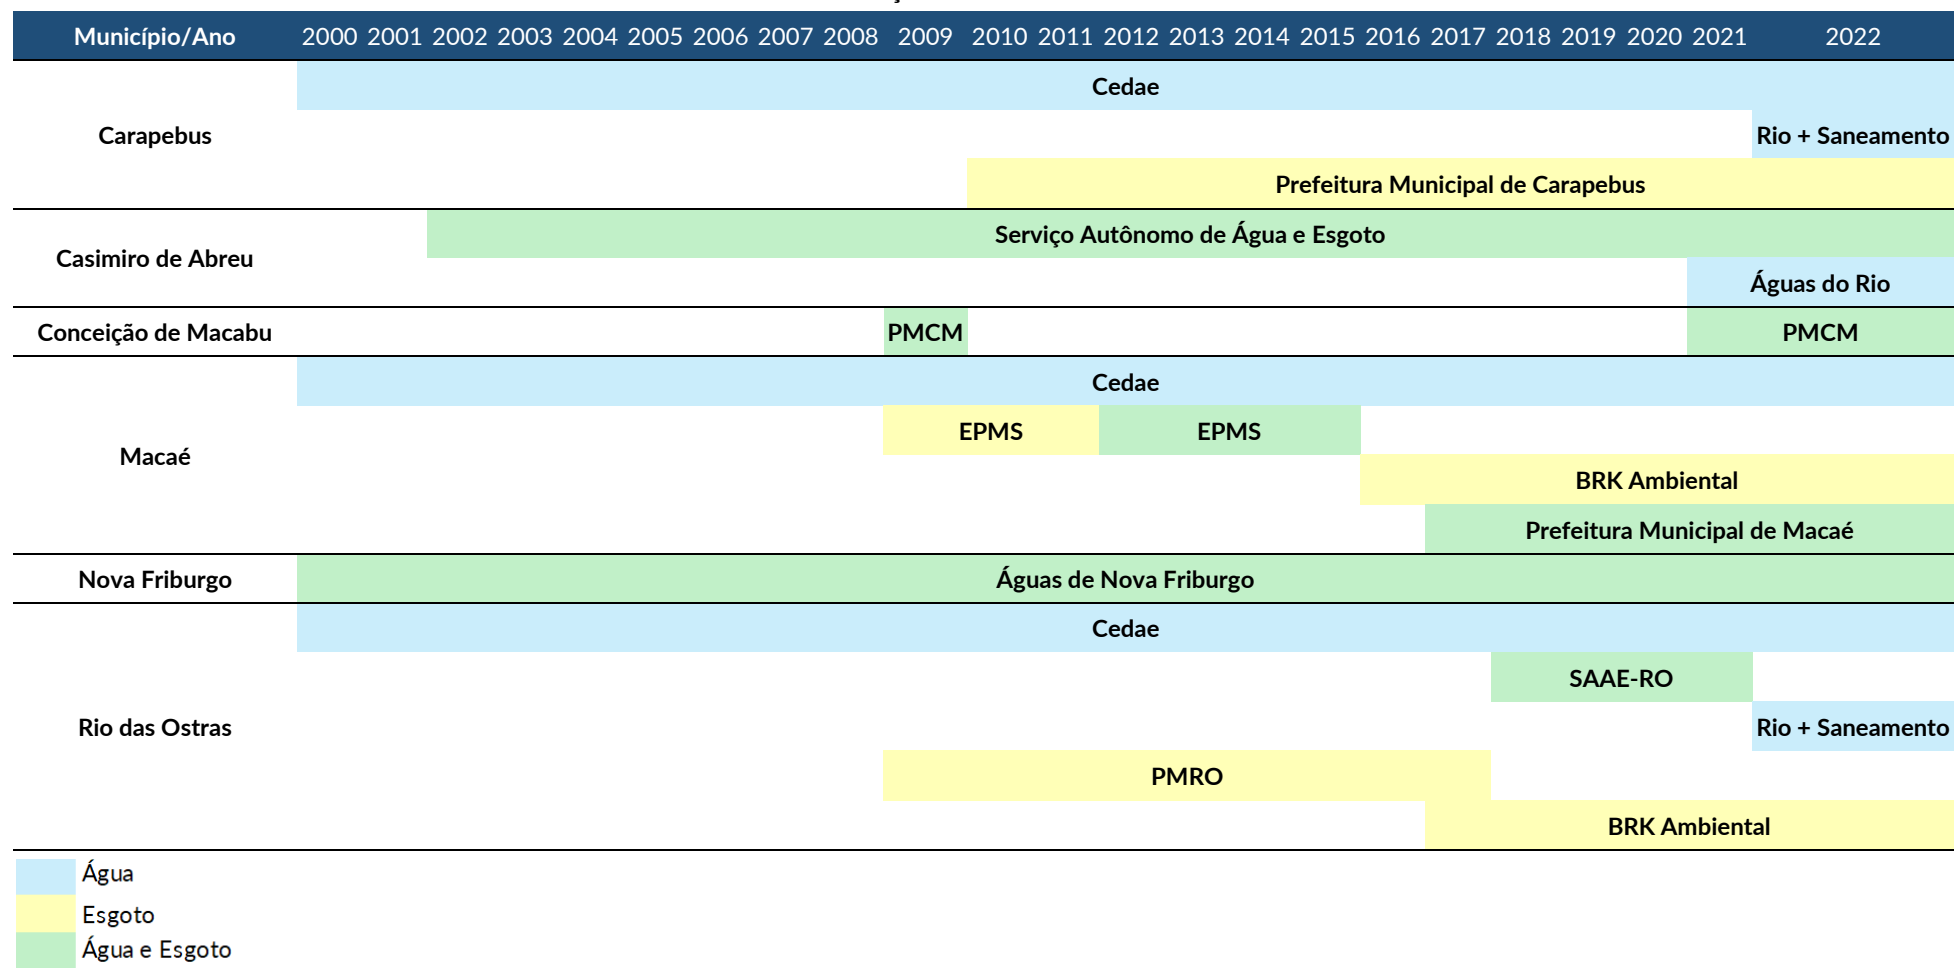 Município/Ano 2000 2001 2002 2003 2004 2005 2006 2007 2008 2009 2010 2011 2012 2013 2014 2015 2016 2017 2018 2019 2020 2021 2022
Cedae
Carapebus
Rio + Saneamento
Prefeitura Municipal de Carapebus
Serviço Autônomo de Água e Esgoto
Casimiro de Abreu
Águas do Rio
Conceição de Macabu PMCM PMCM
Cedae
EPMS EPMS
Macaé
BRK Ambiental
Prefeitura Municipal de Macaé
Nova Friburgo Águas de Nova Friburgo
Cedae
SAAE-RO
Rio das Ostras Rio + Saneamento
PMRO
BRK Ambiental
Água
Esgoto
Água e Esgoto